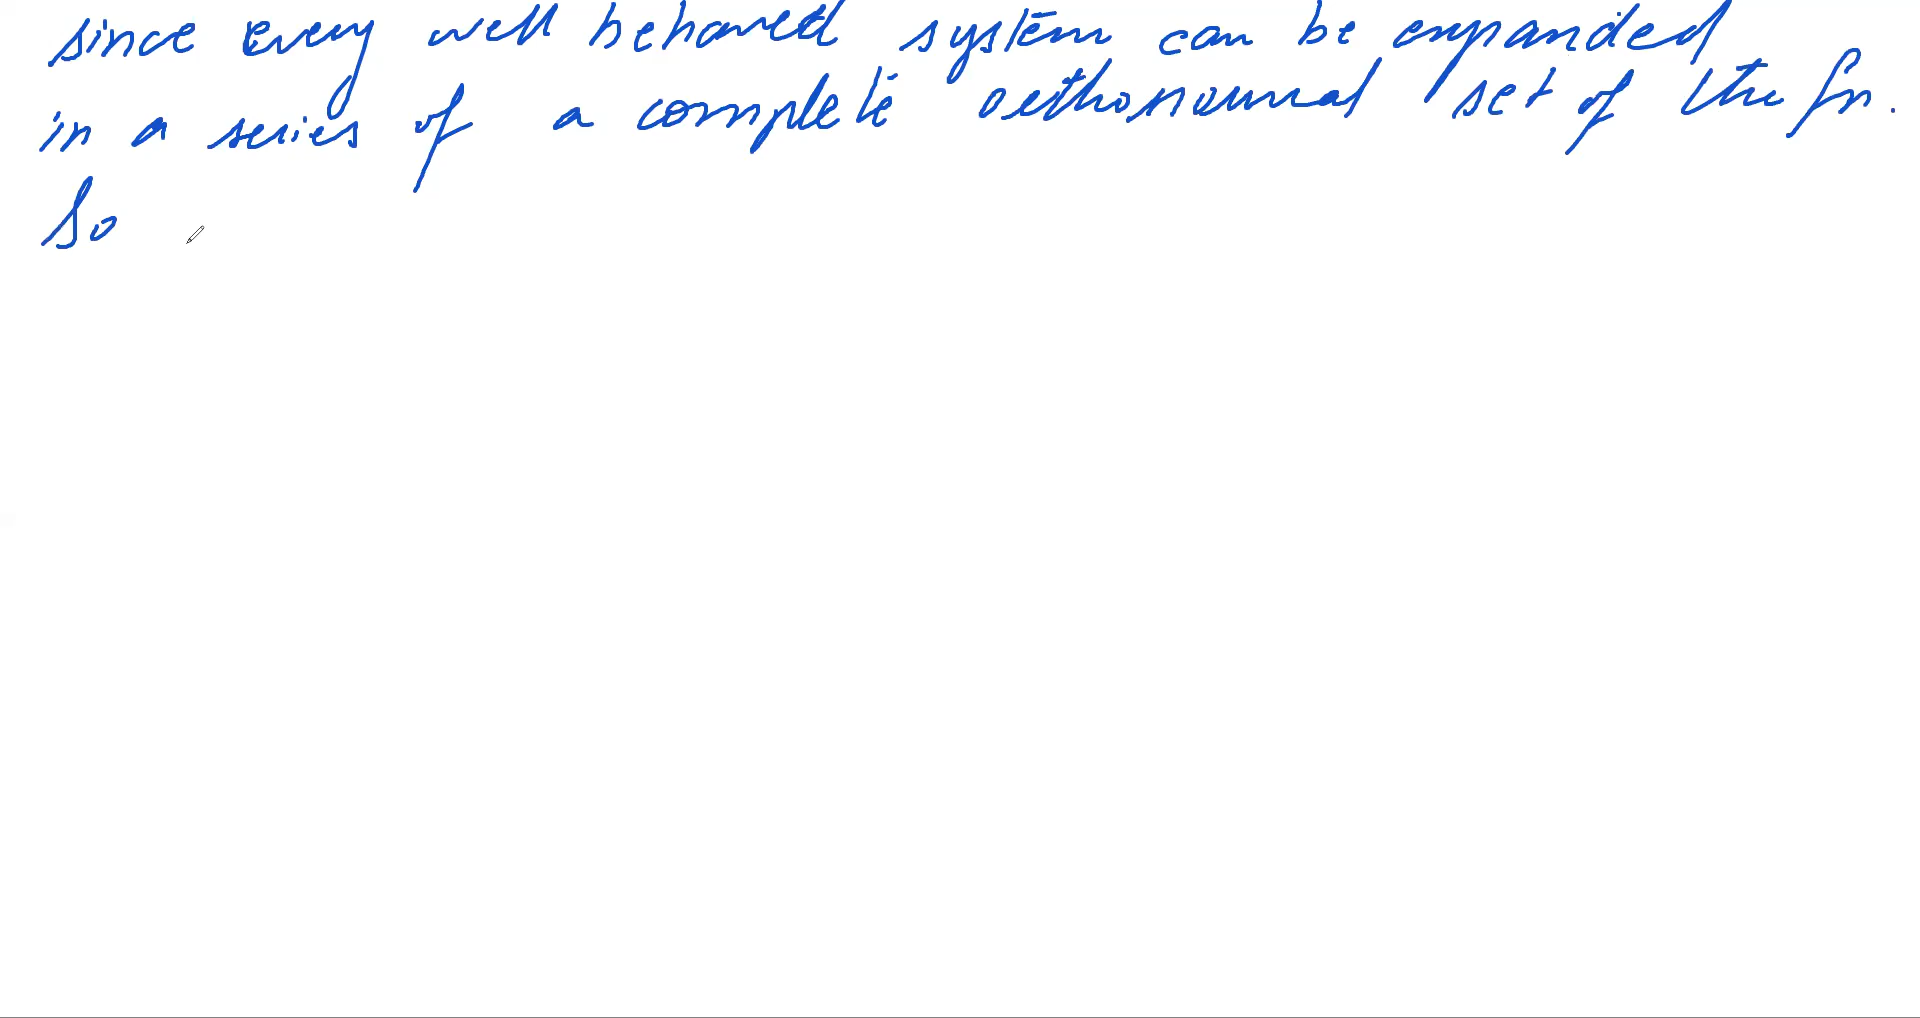 since every well behaved system can be expanded
in a series of a complete orthonormal set of the fn.
So